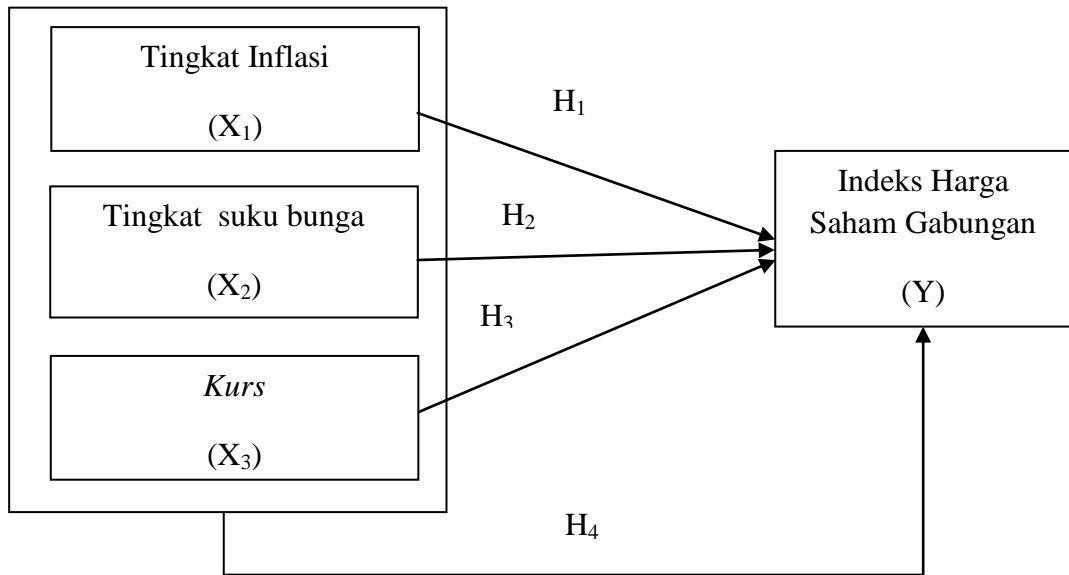 Tingkat Inflasi
(X₁)
H₁
Tingkat suku bunga
(X₂)
H₂
Indeks Harga
Saham Gabungan
(Y)
H₃
Kurs
(X₃)
H₄